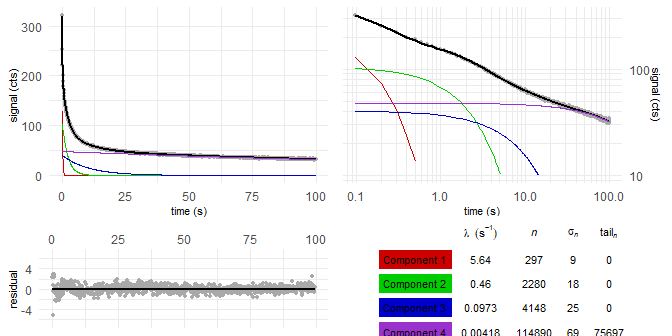 300
200
100
0
signal (cts)
0 25 50 75 100
time (s)
100
10
signal (cts)
0.1 1.0 10.0 100.0
time (s)
0 25 50 75 100
4
0
-4
residual
λ (s⁻¹) n σₙ tailₙ
Component 1 5.64 297 9 0
Component 2 0.46 2280 18 0
Component 3 0.0973 4148 25 0
Component 4 0.00418 114890 69 75697